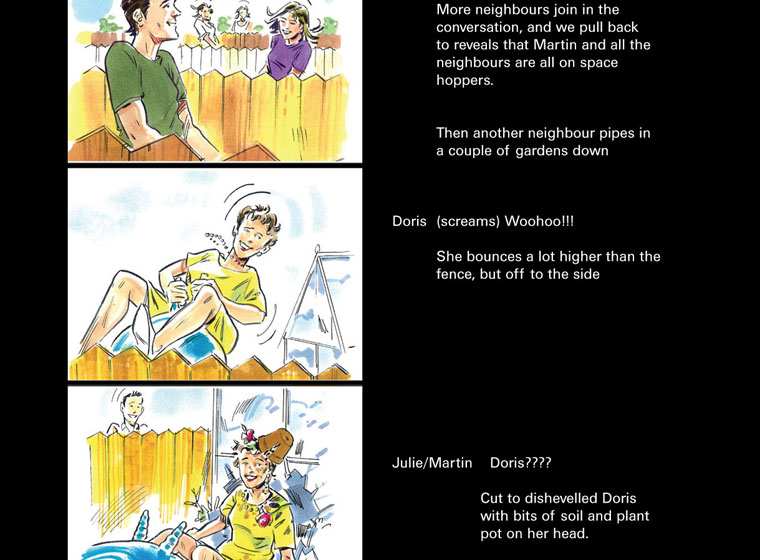 More neighbours join in the
conversation, and we pull back
to reveals that Martin and all the
neighbours are all on space
hoppers.
Then another neighbour pipes in
a couple of gardens down
Doris (screams) Woohoo!!!
She bounces a lot higher than the
fence, but off to the side
Julie/Martin Doris????
Cut to dishevelled Doris
with bits of soil and plant
pot on her head.